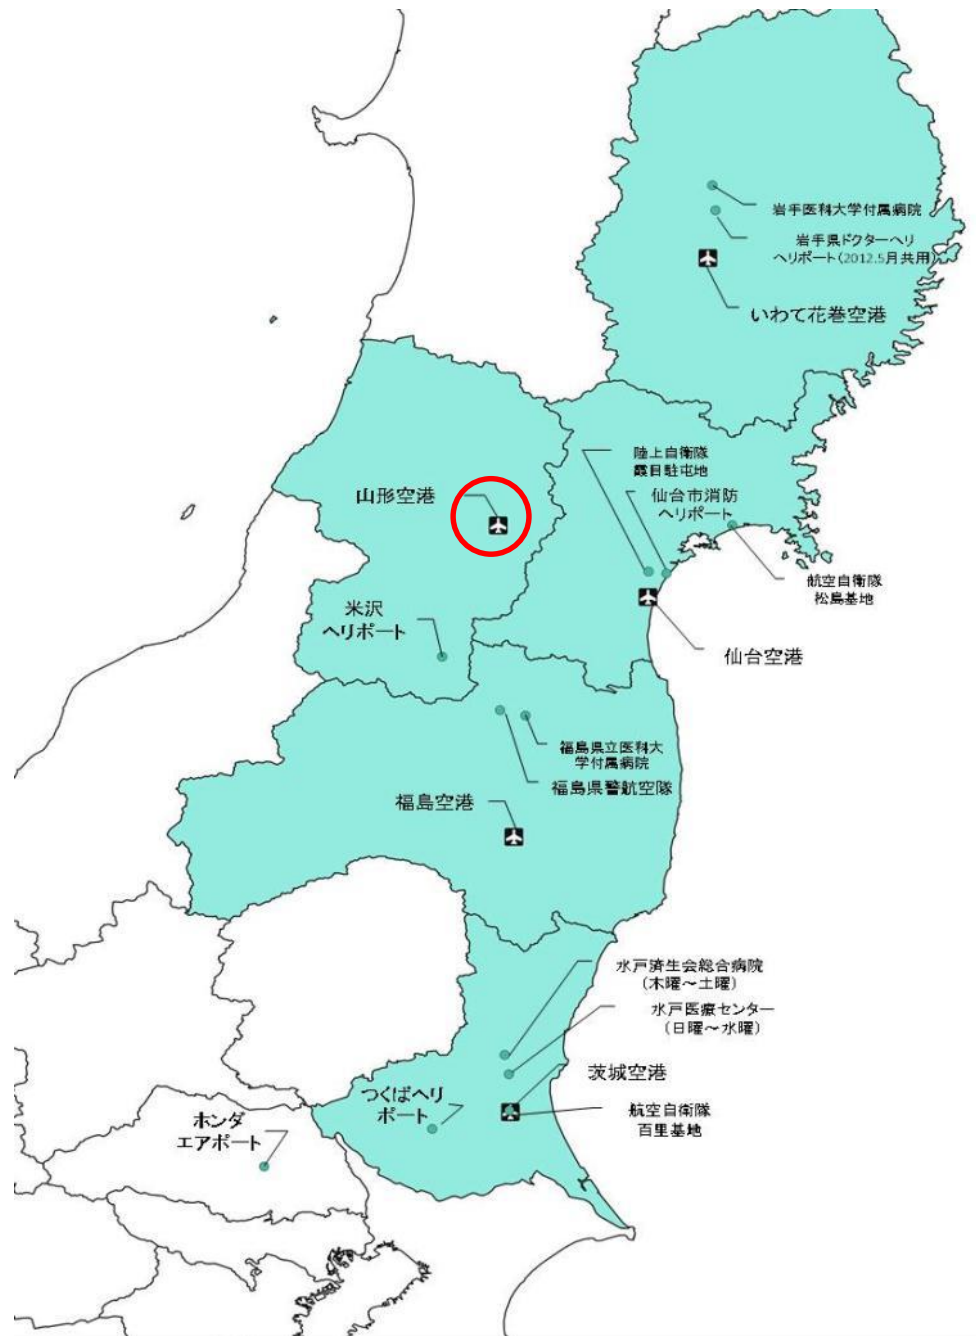 岩手医科大学付属病院
岩手県ドクターヘリ
ヘリポート(2012.5月共用)
いわて花巻空港
陸上自衛隊
霞目駐屯地
山形空港
仙台市消防
ヘリポート
航空自衛隊
松島基地
米沢
ヘリポート
仙台空港
福島県立医科大
学付属病院
福島県警航空隊
福島空港
水戸済生会総合病院
(木曜～土曜)
水戸医療センター
(日曜～水曜)
茨城空港
つくばヘリ
ポート
航空自衛隊
百里基地
ホンダ
エアポート